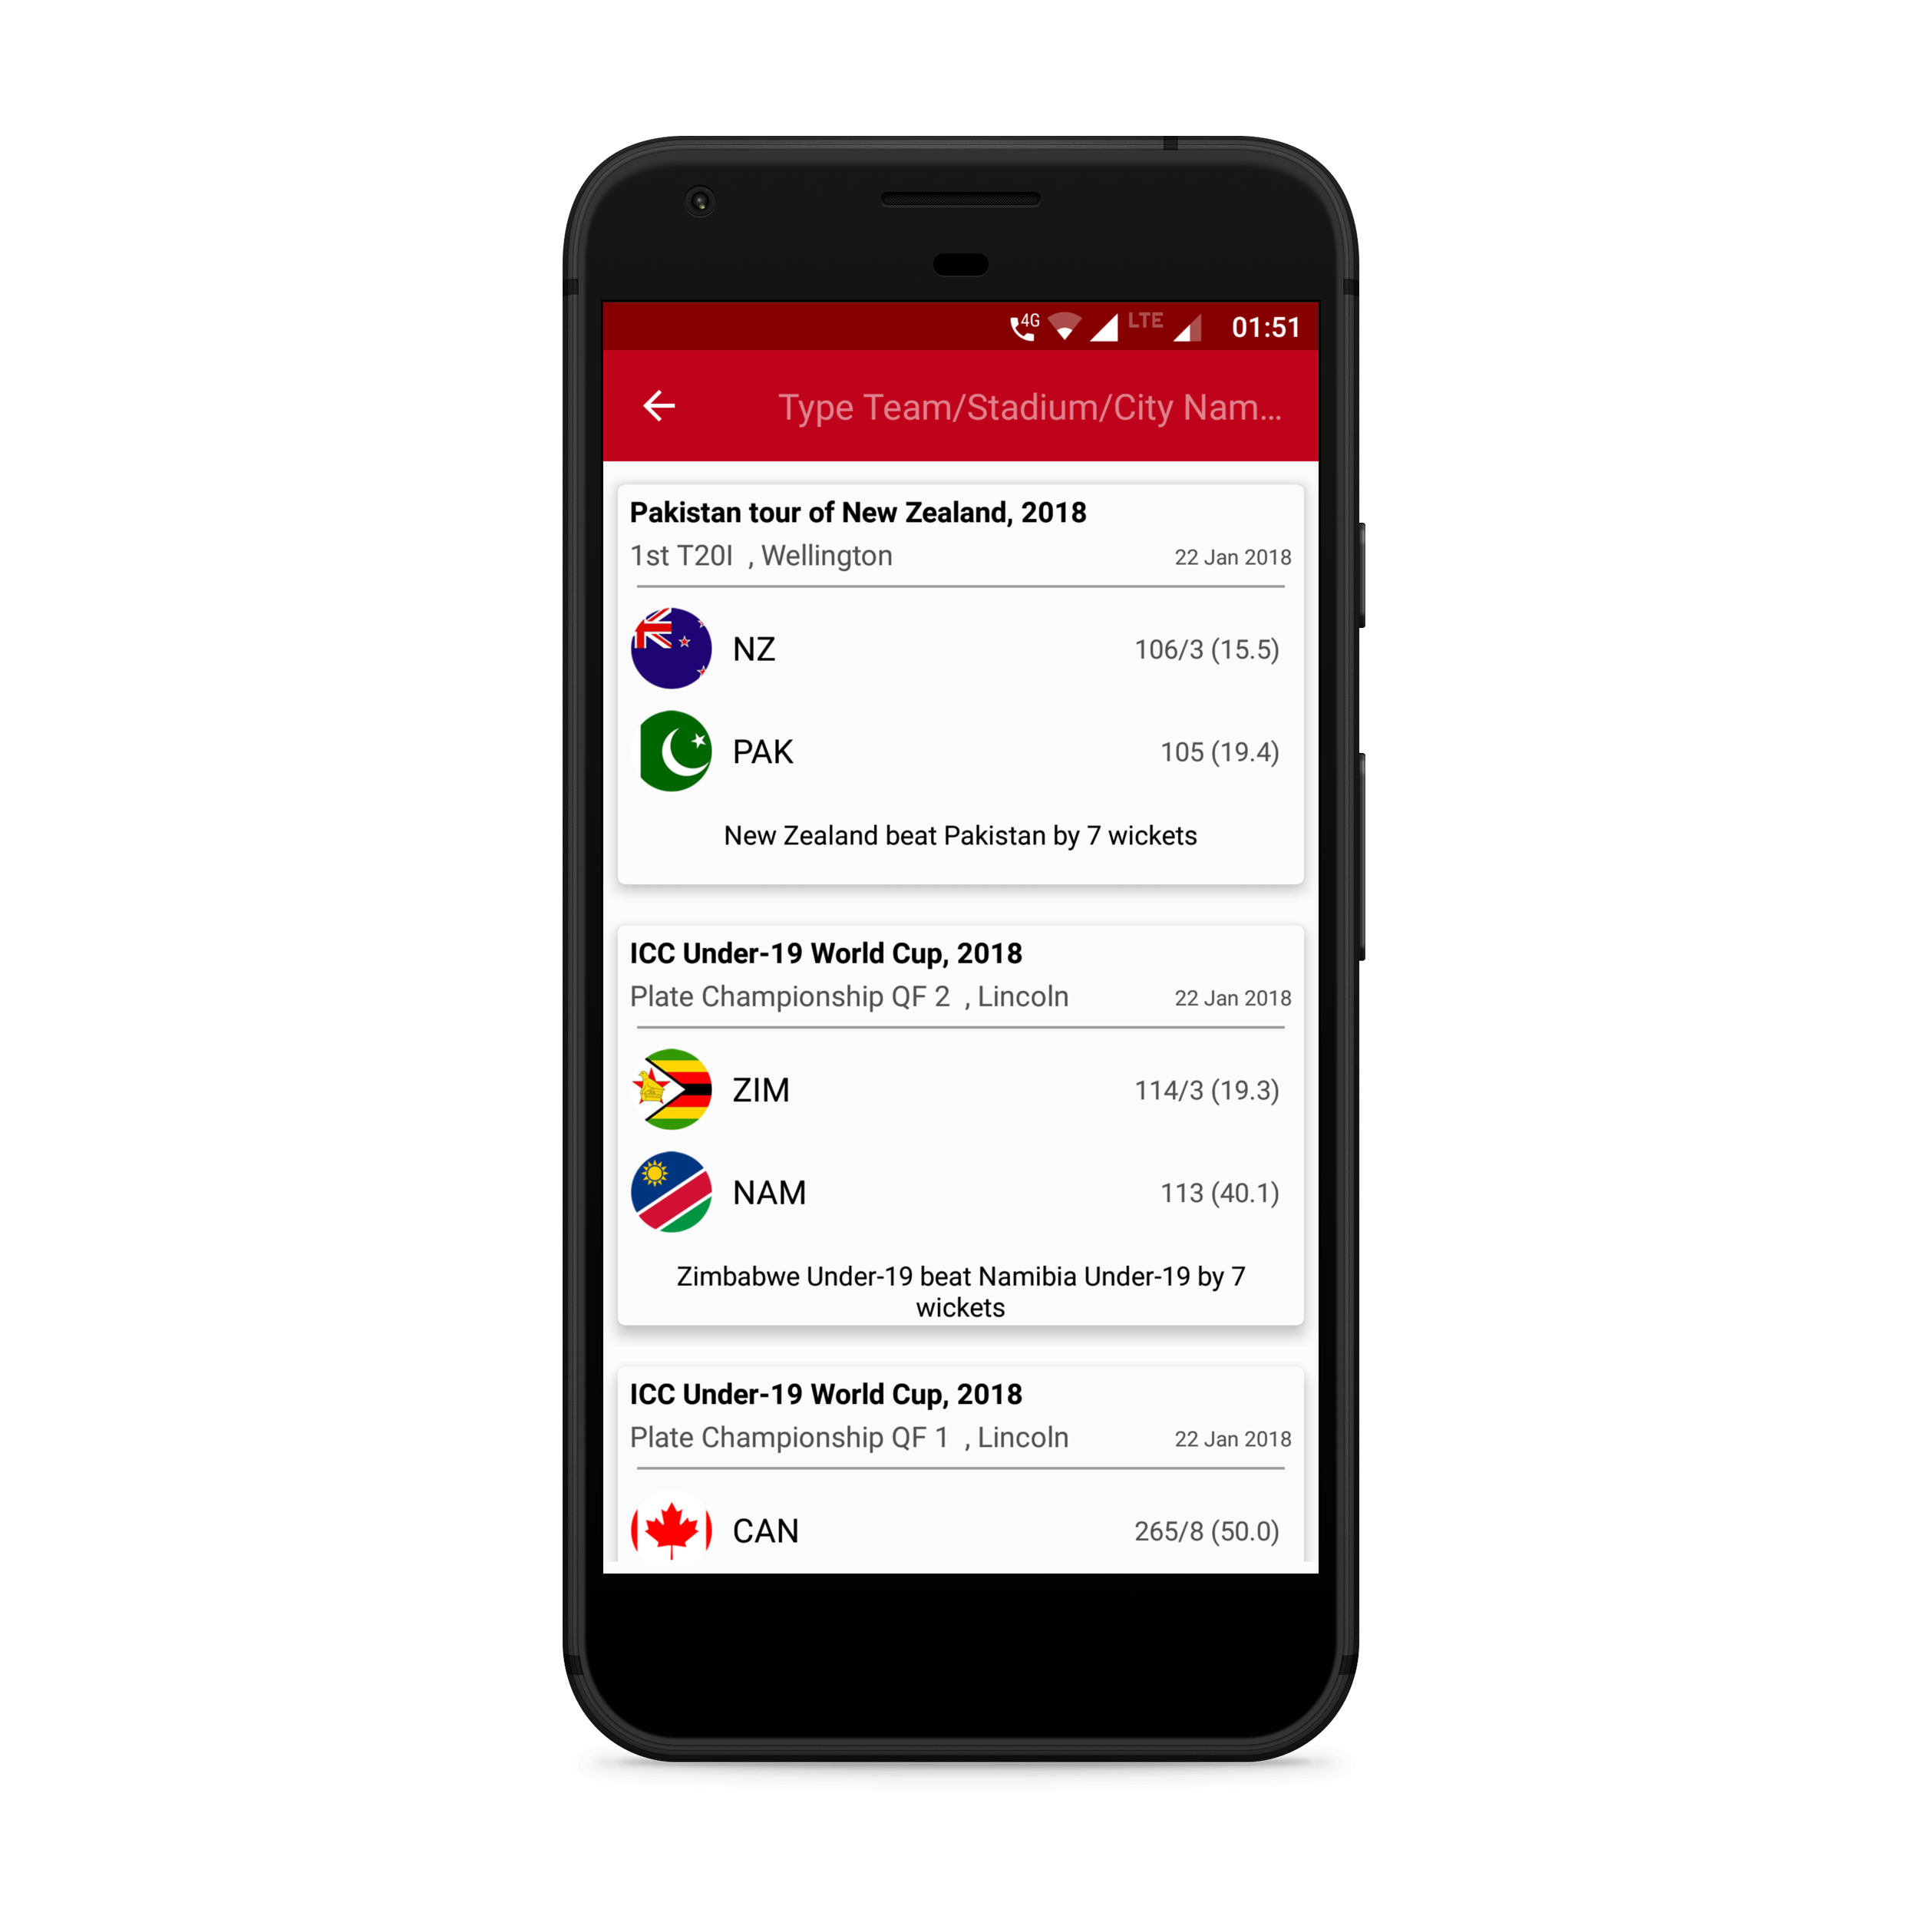 4G LTE 01:51
Type Team/Stadium/City Nam...
Pakistan tour of New Zealand, 2018
1st T20I , Wellington 22 Jan 2018
NZ 106/3 (15.5)
PAK 105 (19.4)
New Zealand beat Pakistan by 7 wickets
ICC Under-19 World Cup, 2018
Plate Championship QF 2 , Lincoln 22 Jan 2018
ZIM 114/3 (19.3)
NAM 113 (40.1)
Zimbabwe Under-19 beat Namibia Under-19 by 7
wickets
ICC Under-19 World Cup, 2018
Plate Championship QF 1 , Lincoln 22 Jan 2018
CAN 265/8 (50.0)